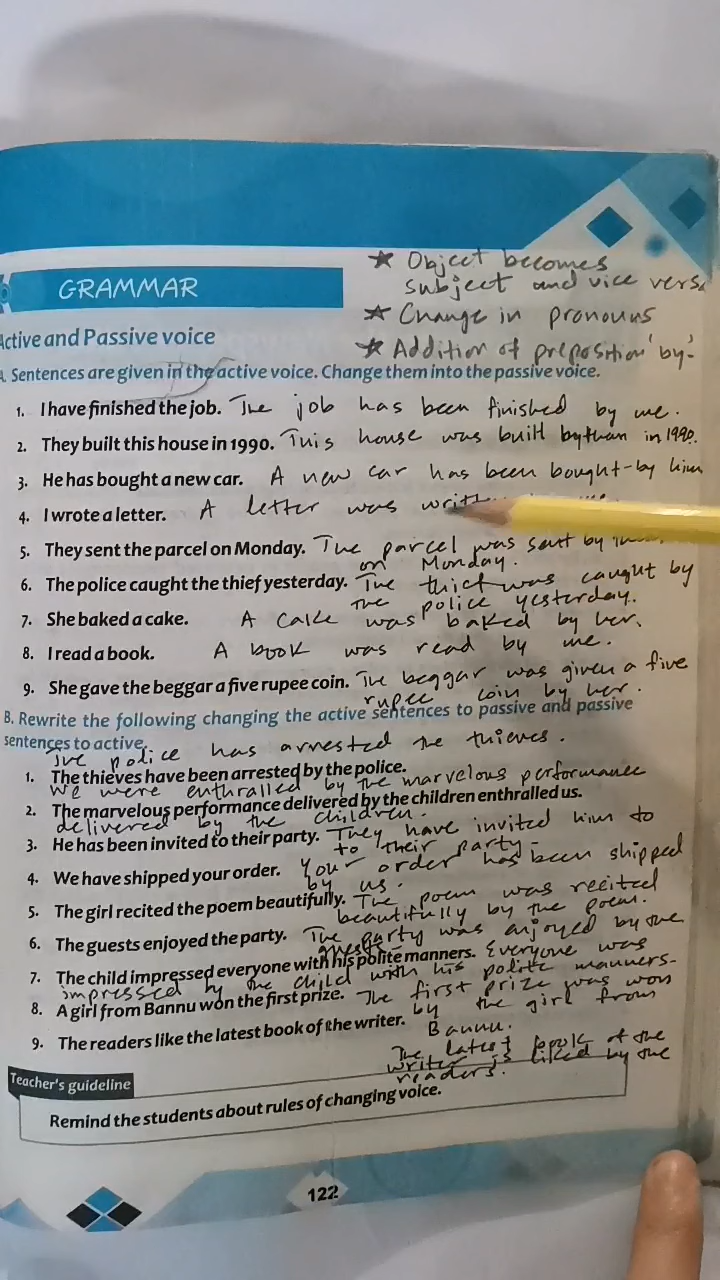 * Object becomes
subject and vice versa
GRAMMAR
* Change in pronouns
Active and Passive voice
* Addition of preposition 'by'
A. Sentences are given in the active voice. Change them into the passive voice.
1. I have finished the job. The job has been finished by me.
2. They built this house in 1990. This house was built by them in 1990.
3. He has bought a new car. A new car has been bought by him
4. I wrote a letter. A letter was
5. They sent the parcel on Monday. The parcel was sent by
on Monday.
6. The police caught the thief yesterday. The thief was caught by
the police yesterday.
7. She baked a cake. A cake was baked by her.
8. I read a book. A book was read by me.
9. She gave the beggar a five rupee coin. The beggar was given a five
rupee coin by her.
B. Rewrite the following changing the active sentences to passive and passive
sentences to active.
The police has arrested the thieves.
1. The thieves have been arrested by the police.
We were enthralled by the marvelous performance
2. The marvelous performance delivered by the children enthralled us.
delivered by the children.
3. He has been invited to their party. They have invited him to
to their party.
4. We have shipped your order. Your order has been shipped
by us.
5. The girl recited the poem beautifully. The poem was recited
beautifully by the poem.
6. The guests enjoyed the party. The party was enjoyed by the
guests.
7. The child impressed everyone with his polite manners. Everyone was
impressed by the child with his polite manners.
8. A girl from Bannu won the first prize. The first prize was won
by the girl from
Bannu.
9. The readers like the latest book of the writer.
The latest book of the
writer is liked by the
readers.
Teacher's guideline
Remind the students about rules of changing voice.
122